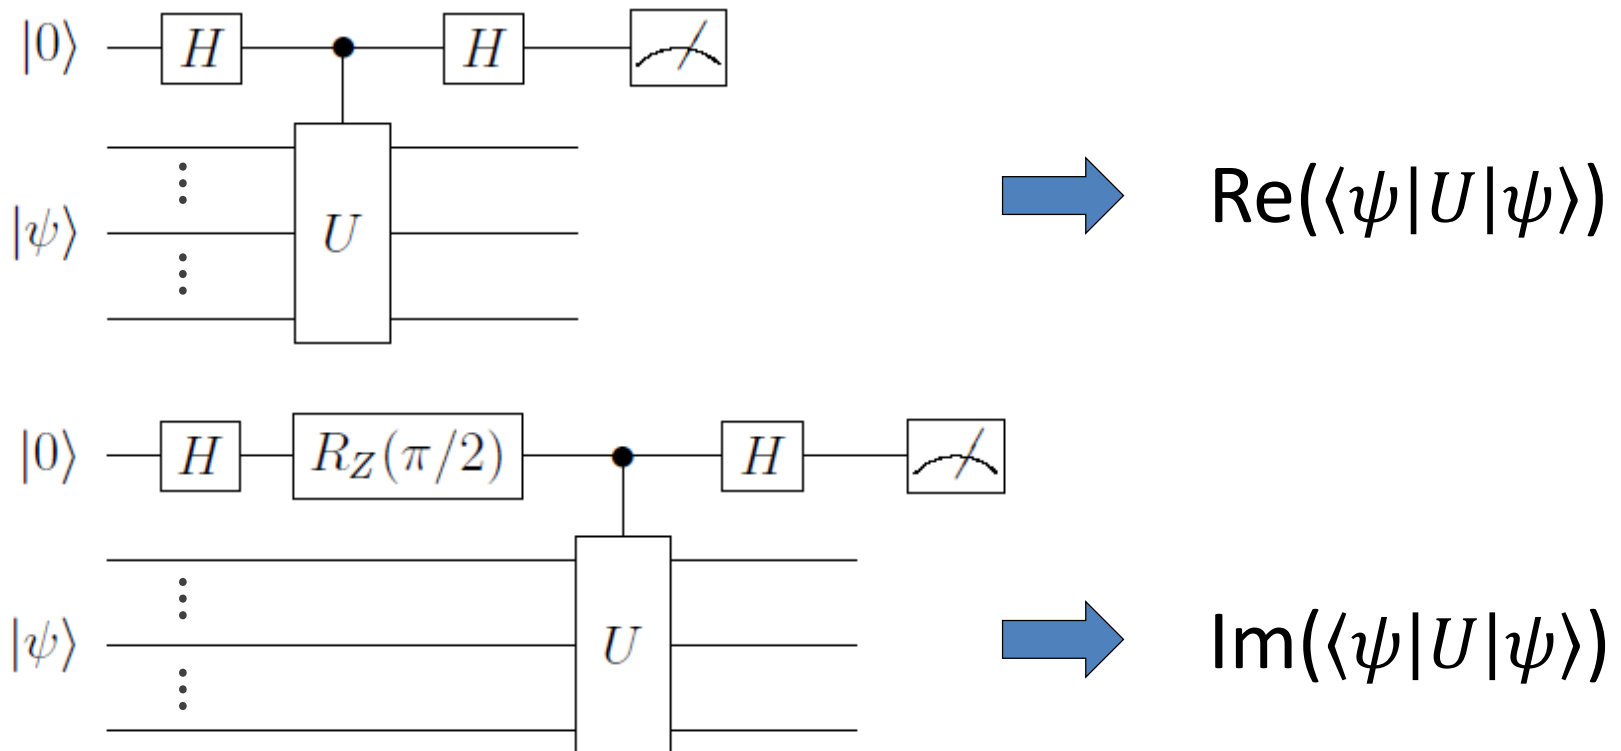 |0⟩ H H
|ψ⟩ U
Re(⟨ψ|U|ψ⟩)
|0⟩ H R_Z(π/2) H
|ψ⟩ U
Im(⟨ψ|U|ψ⟩)